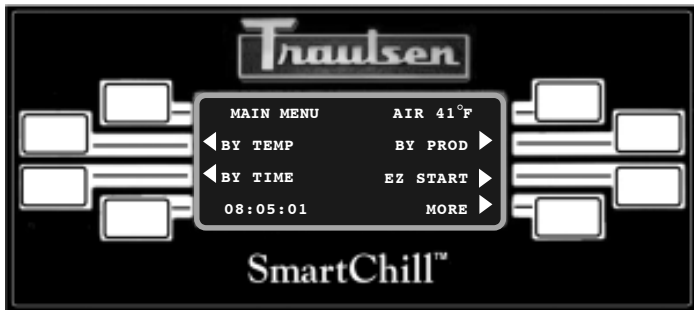 Traulsen
MAIN MENU AIR 41°F
BY TEMP BY PROD
BY TIME EZ START
08:05:01 MORE
SmartChill™